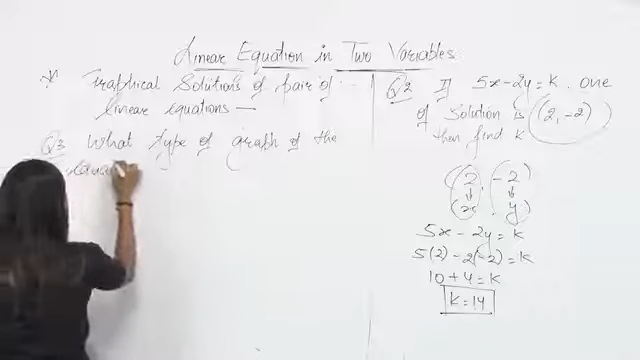 Linear Equation in Two Variables
* Graphical Solutions of pair of
linear equations —
Q3 What type of graph of the
Q2 If 5x-2y=k. one
of Solution is (2,-2)
then find k
(2, -2)
(x, y)
5x - 2y = k
5(2) - 2(-2) = k
10 + 4 = k
k = 14